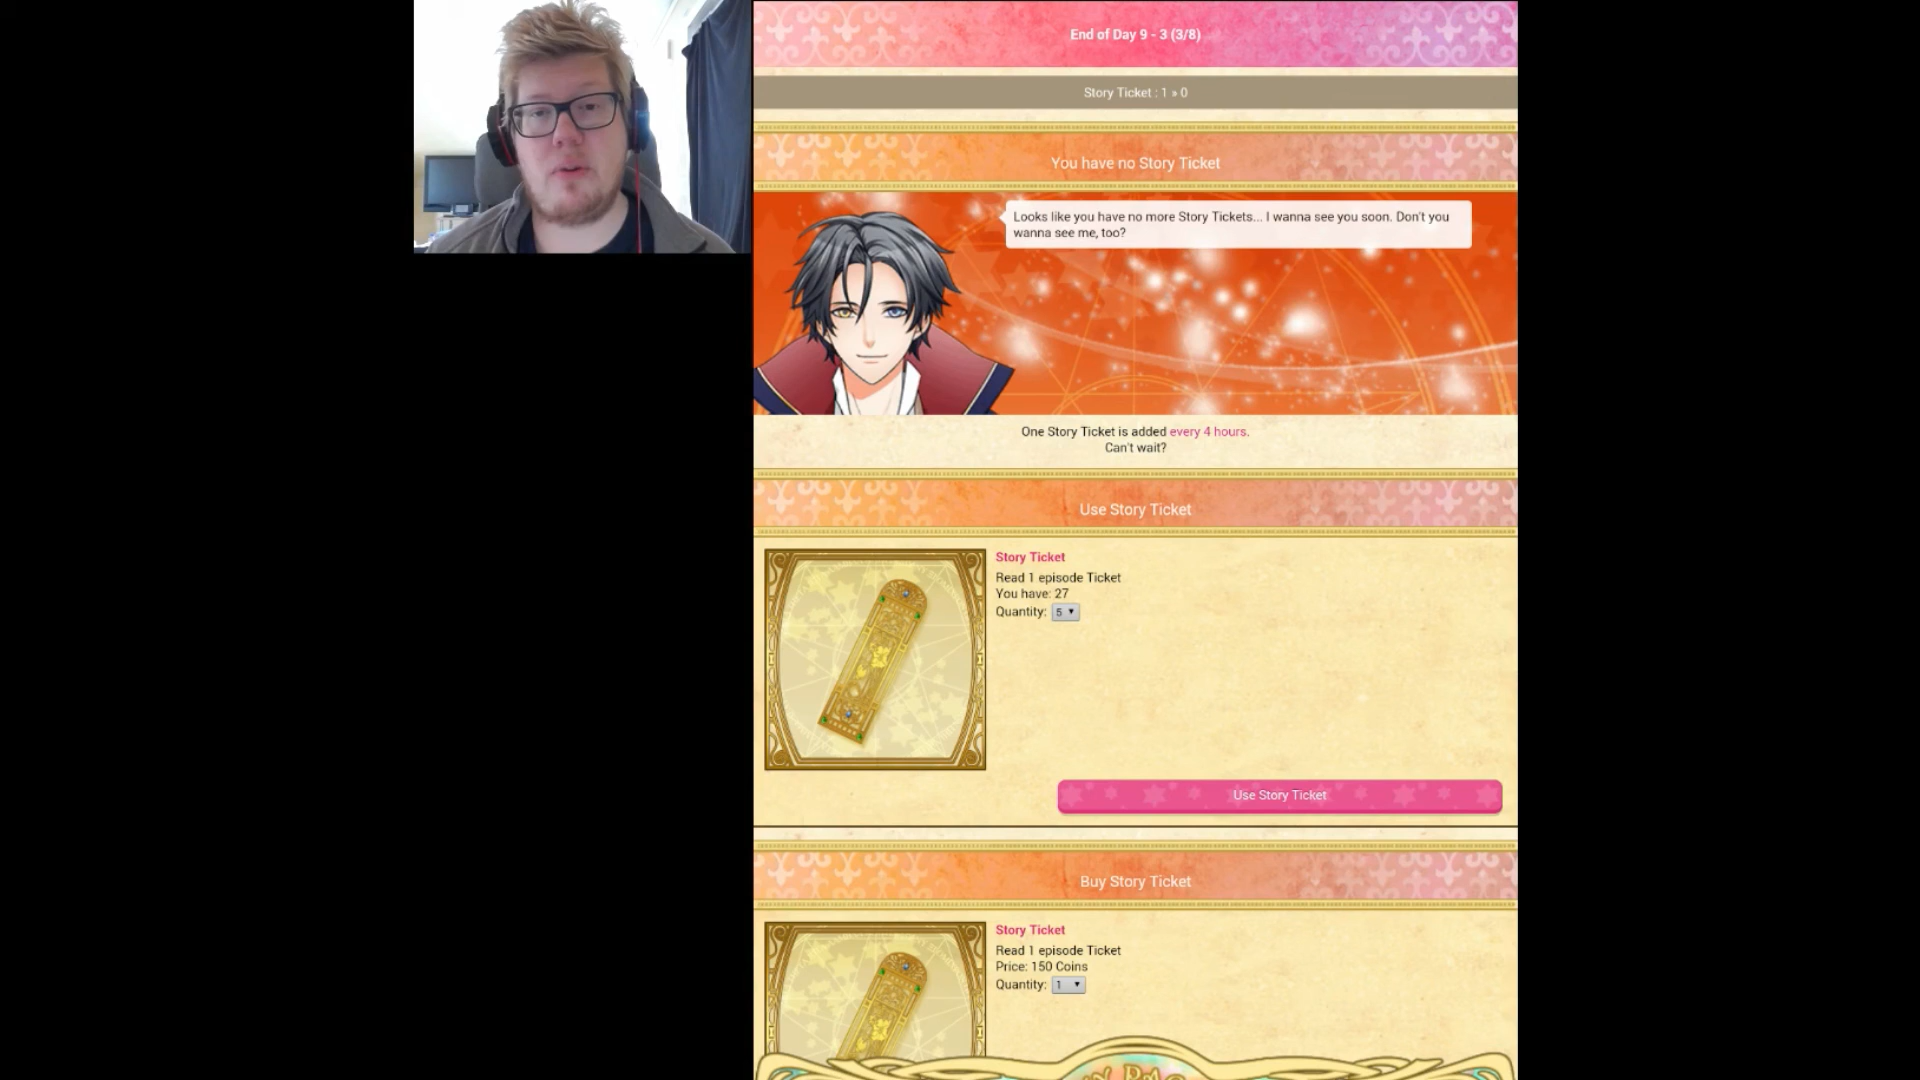 End of Day 9 - 3 (3/8)
Story Ticket : 1 » 0
You have no Story Ticket
Looks like you have no more Story Tickets... I wanna see you soon. Don't you
wanna see me, too?
One Story Ticket is added every 4 hours.
Can't wait?
Use Story Ticket
Story Ticket
Read 1 episode Ticket
You have: 27
Quantity: 5
Use Story Ticket
Buy Story Ticket
Story Ticket
Read 1 episode Ticket
Price: 150 Coins
Quantity: 1